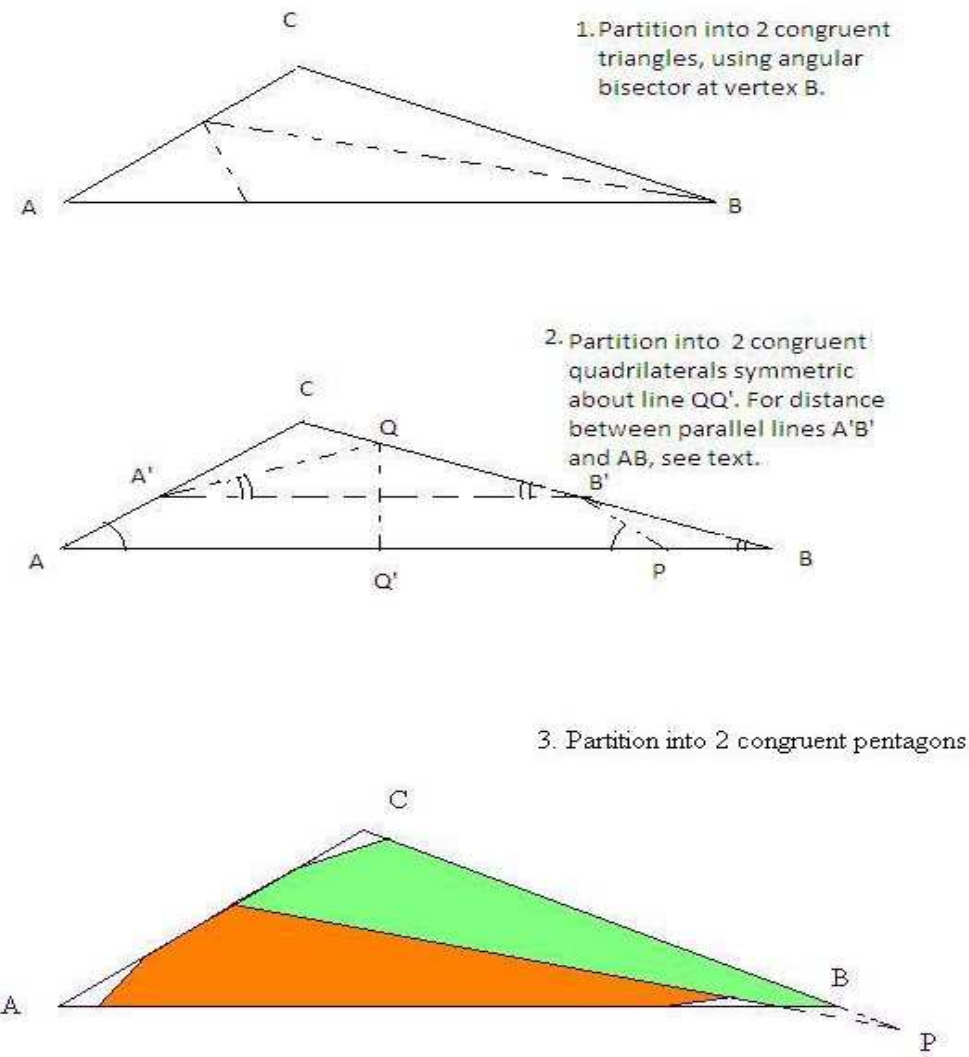 C
1. Partition into 2 congruent
triangles, using angular
bisector at vertex B.
A
B
2. Partition into 2 congruent
quadrilaterals symmetric
about line QQ'. For distance
between parallel lines A'B'
and AB, see text.
C
Q
A'
B'
A
Q'
P
B
3. Partition into 2 congruent pentagons
C
A
B
P